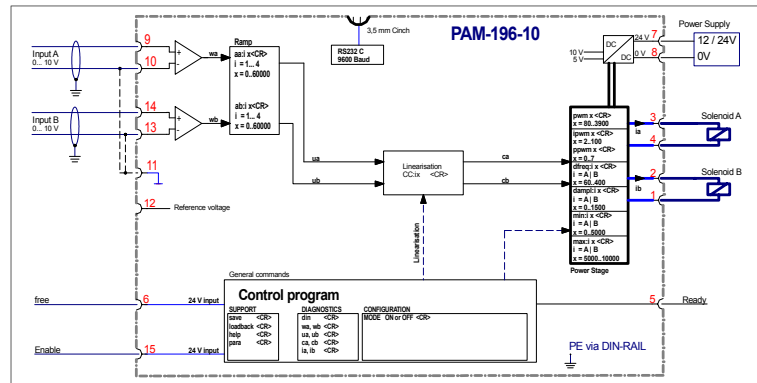 PAM-196-10
3,5 mm Cinch
RS232 C
9600 Baud
Input A
0... 10 V
9
10
+
-
wa
Input B
0... 10 V
14
13
+
-
wb
11
12
Reference voltage
Ramp
aa:i x<CR>
i = 1... 4
x = 0..60000
ab:i x<CR>
i = 1... 4
x = 0..60000
ua
ub
Linearisation
CC:ix <CR>
ca
cb
Linearisation
10 V
5 V
DC
DC
24 V
0 V
7
8
Power Supply
12 / 24V
0V
pwm x <CR>
x = 80..3900
ipwm x <CR>
x = 2..100
ppwm x <CR>
x = 0..7
dfreq:i x <CR>
i = A | B
x = 60..400
dampl:i x <CR>
i = A | B
x = 0..1500
min:i x <CR>
i = A | B
x = 0..5000
max:i x <CR>
i = A | B
x = 5000..10000
Power Stage
3
ia
4
Solenoid A
2
ib
1
Solenoid B
General commands
Control program
SUPPORT
save <CR>
loadback <CR>
help <CR>
para <CR>
DIAGNOSTICS
din <CR>
wa, wb <CR>
ua, ub <CR>
ca, cb <CR>
ia, ib <CR>
CONFIGURATION
MODE ON or OFF <CR>
free
6
24 V input
Enable
15
24 V input
5
Ready
PE via DIN-RAIL